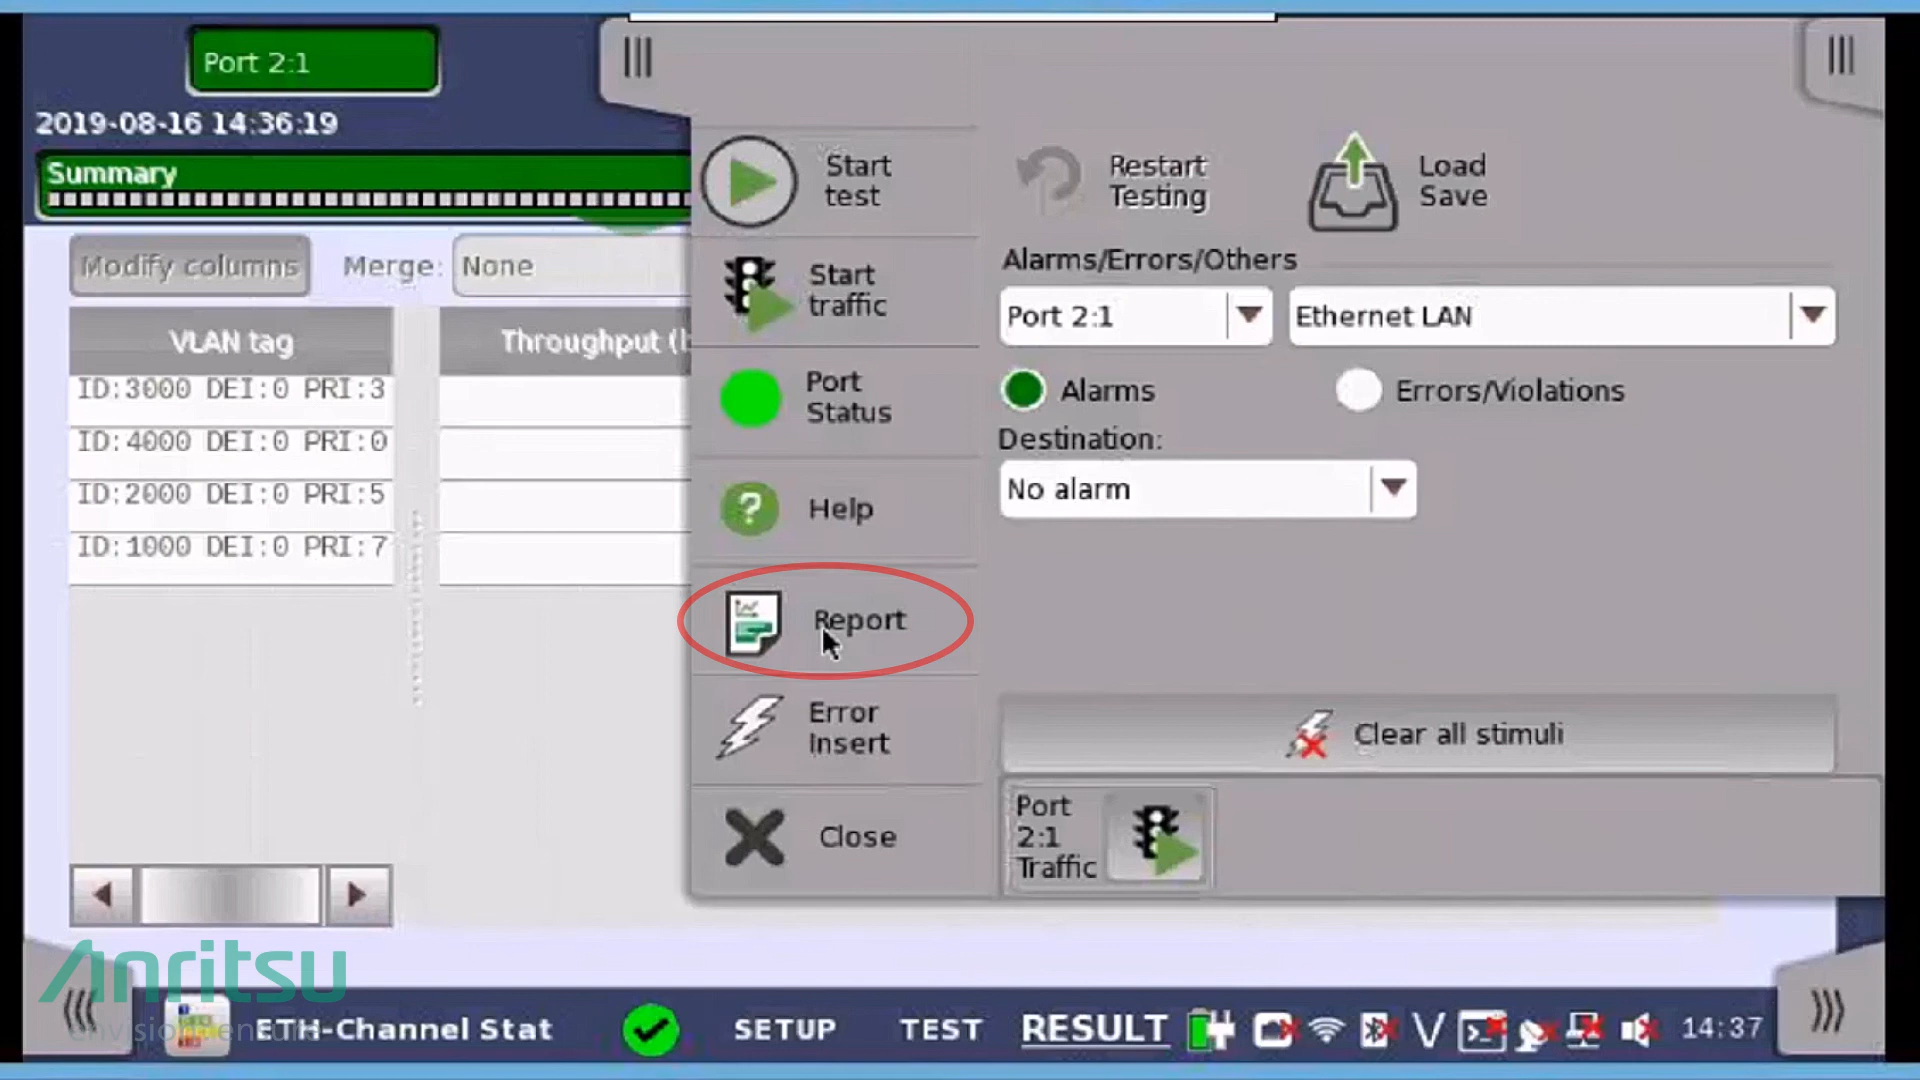 Port 2:1
2019-08-16 14:36:19
Summary
Modify columns
Merge:
None
VLAN tag
Throughput (b
ID:3000 DEI:0 PRI:3
ID:4000 DEI:0 PRI:0
ID:2000 DEI:0 PRI:5
ID:1000 DEI:0 PRI:7
Start
test
Start
traffic
Port
Status
Help
Report
Error
Insert
Close
Restart
Testing
Load
Save
Alarms/Errors/Others
Port 2:1
Ethernet LAN
Alarms
Errors/Violations
Destination:
No alarm
Clear all stimuli
Port
2:1
Traffic
Anritsu
envision : ensure
ETH-Channel Stat
SETUP
TEST
RESULT
14:37